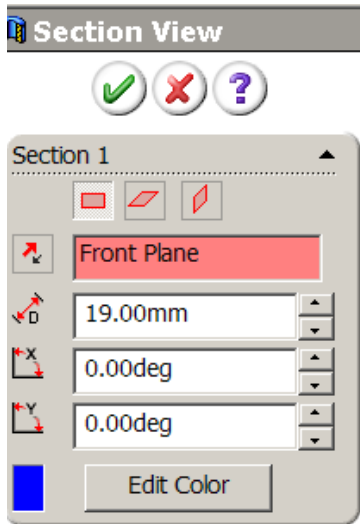 Section View
?
Section 1
Front Plane
D
19.00mm
X
0.00deg
Y
0.00deg
Edit Color